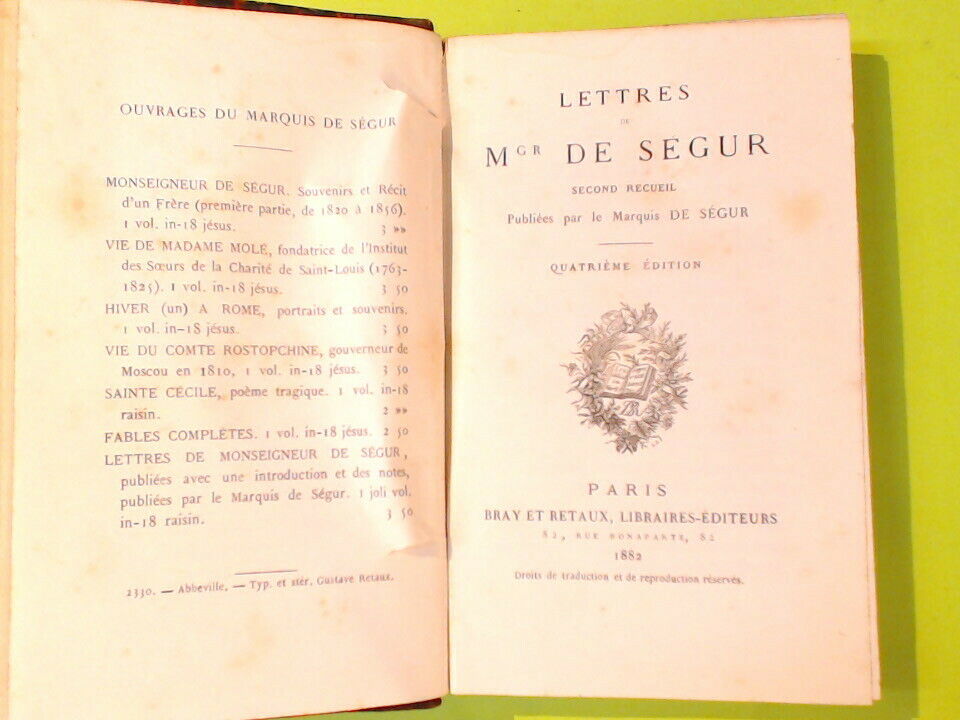 OUVRAGES DU MARQUIS DE SÉGUR
MONSEIGNEUR DE SÉGUR. Souvenirs et Récit
d'un Frère (première partie, de 1820 à 1856).
1 vol. in-18 jésus. 3 »»
VIE DE MADAME MOLÉ, fondatrice de l'Institut
des Sœurs de la Charité de Saint-Louis (1763-
1825). 1 vol. in-18 jésus. 3 50
HIVER (un) A ROME, portraits et souvenirs.
1 vol. in-18 jésus. 3 50
VIE DU COMTE ROSTOPCHINE, gouverneur de
Moscou en 1810, 1 vol. in-18 jésus. 3 50
SAINTE CÉCILE, poème tragique. 1 vol. in-18
raisin. 2 »»
FABLES COMPLÈTES. 1 vol. in-18 jésus. 2 50
LETTRES DE MONSEIGNEUR DE SÉGUR,
publiées avec une introduction et des notes,
publiées par le Marquis de Ségur. 1 joli vol.
in-18 raisin. 3 50
2330. — Abbeville. — Typ. et stér. Gustave Retaux.
LETTRES
DE
MGR DE SÉGUR
SECOND RECUEIL
Publiées par le Marquis DE SÉGUR
QUATRIÈME ÉDITION
PARIS
BRAY ET RETAUX, LIBRAIRES-ÉDITEURS
82, RUE BONAPARTE, 82
1882
Droits de traduction et de reproduction réservés.